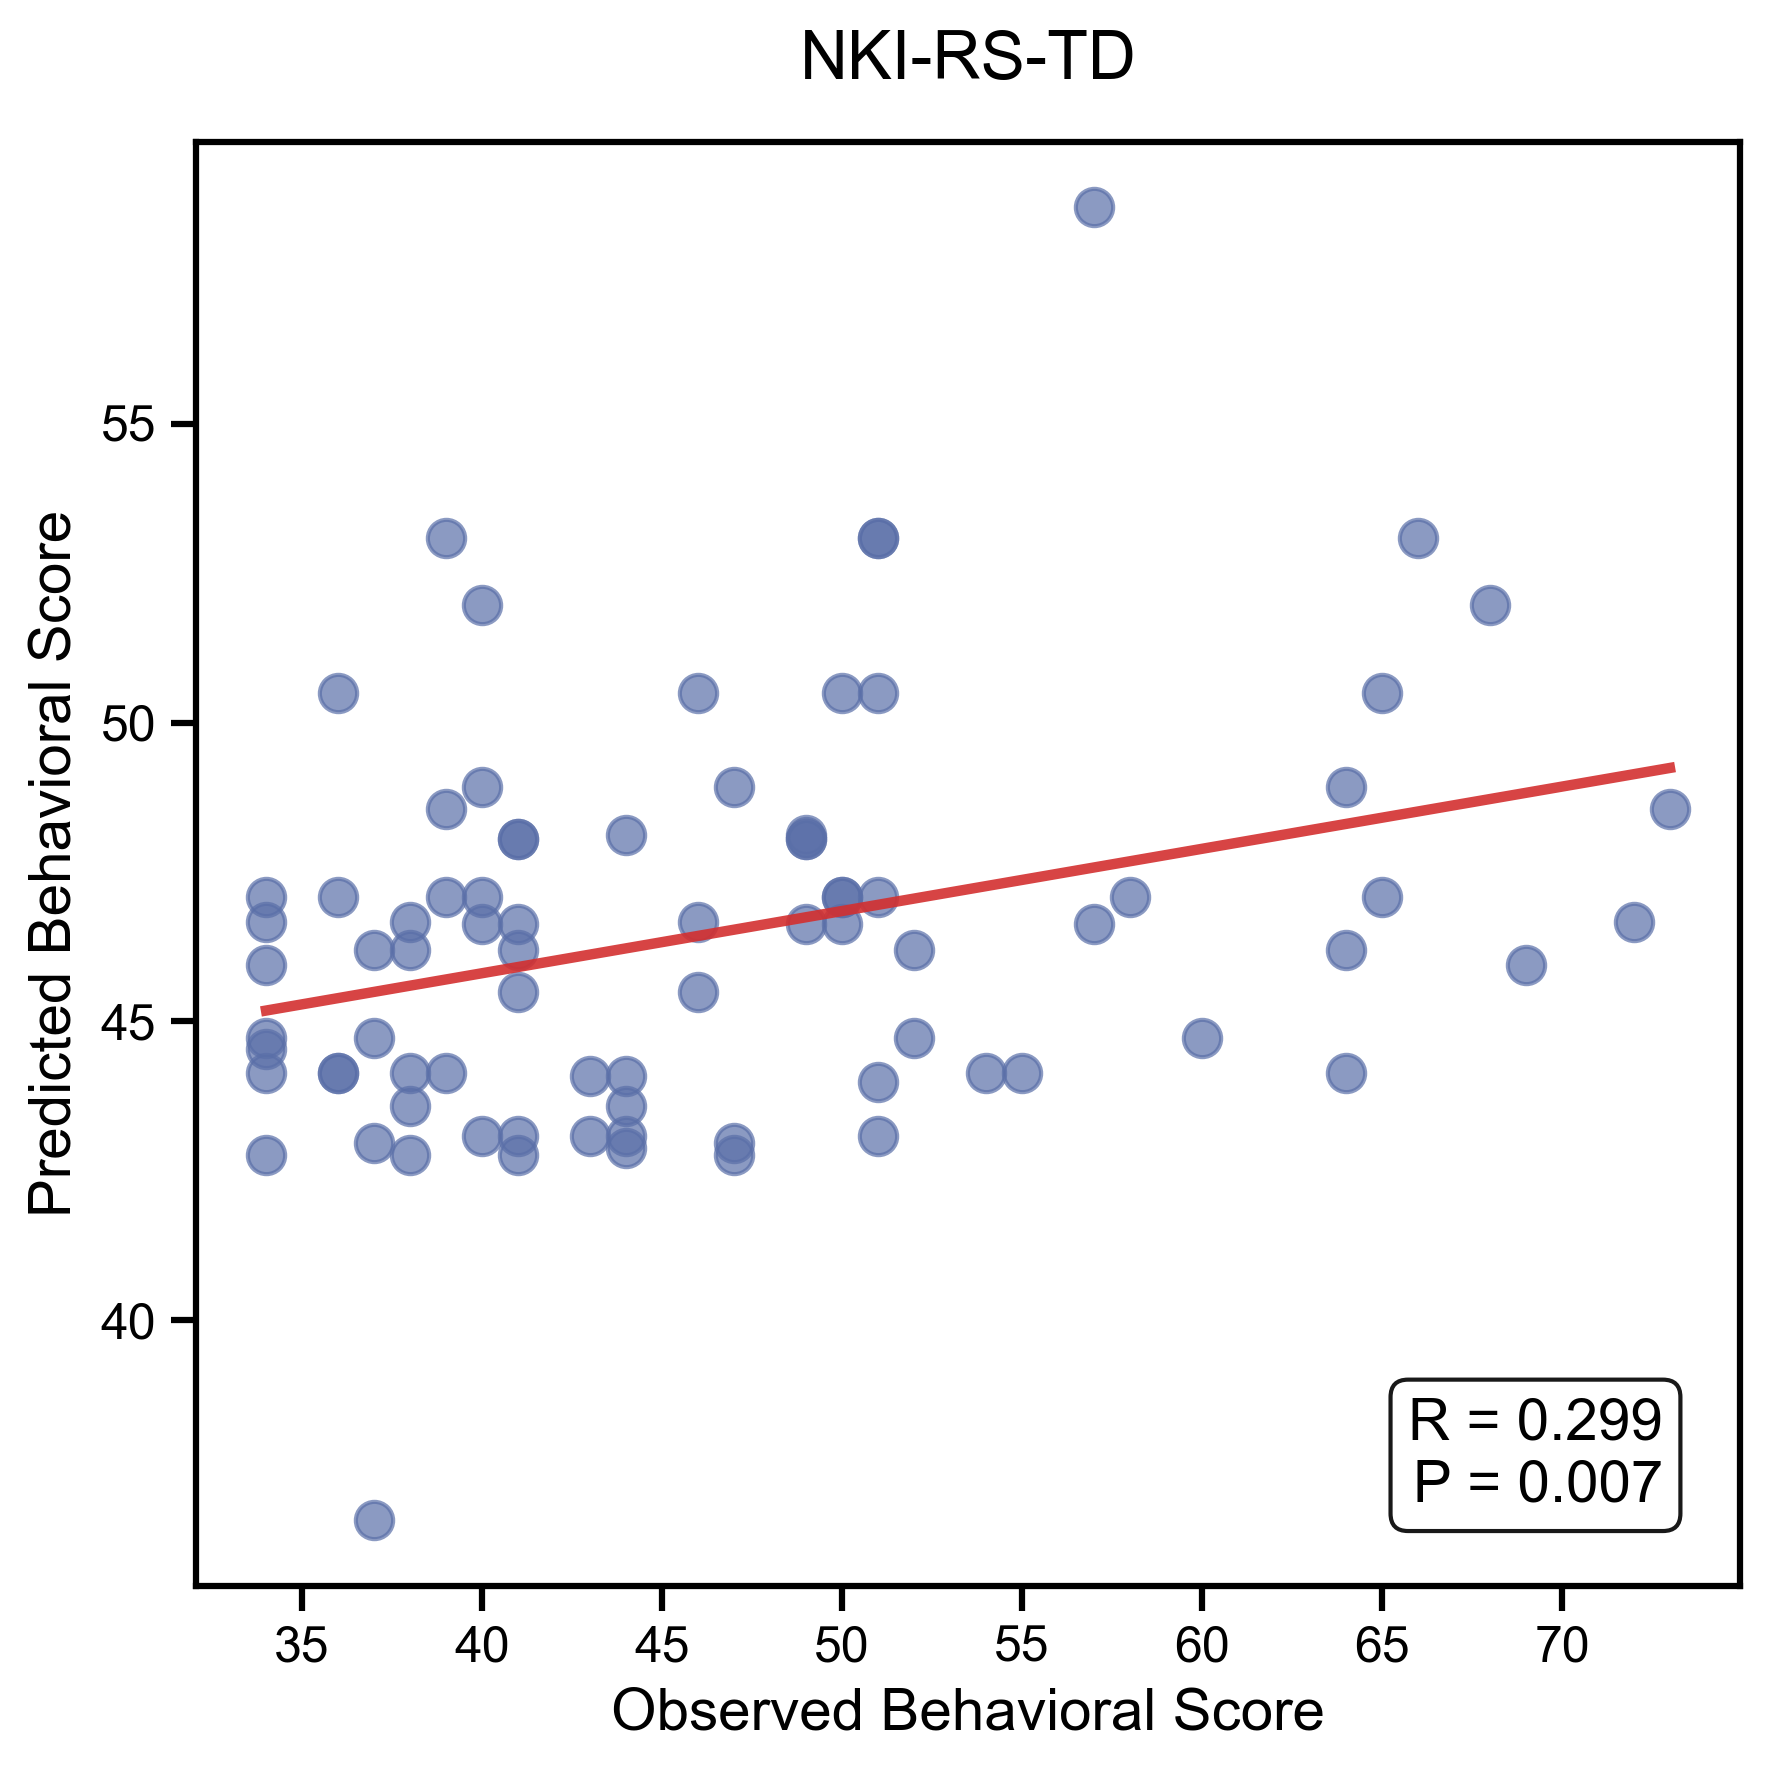 NKI-RS-TD
Predicted Behavioral Score
55
50
45
40
R = 0.299
P = 0.007
35 40 45 50 55 60 65 70
Observed Behavioral Score